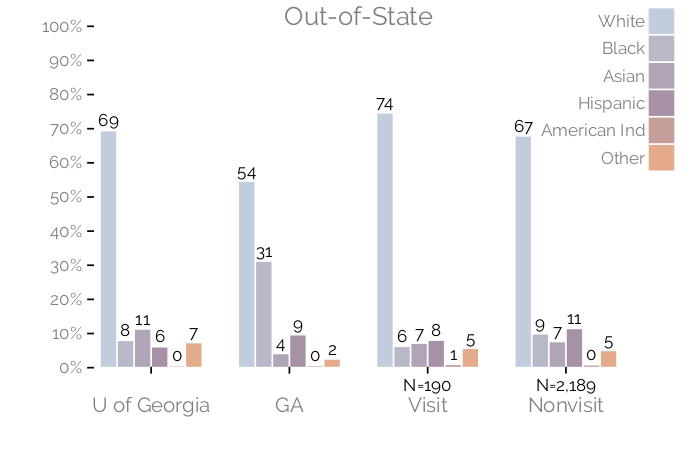 Out-of-State
White
Black
Asian
Hispanic
American Ind
Other
100%
90%
80%
70%
60%
50%
40%
30%
20%
10%
0%
69
8
11
6
0
7
54
31
4
9
0
2
74
6
7
8
1
5
67
9
7
11
0
5
N=190
N=2,189
U of Georgia
GA
Visit
Nonvisit